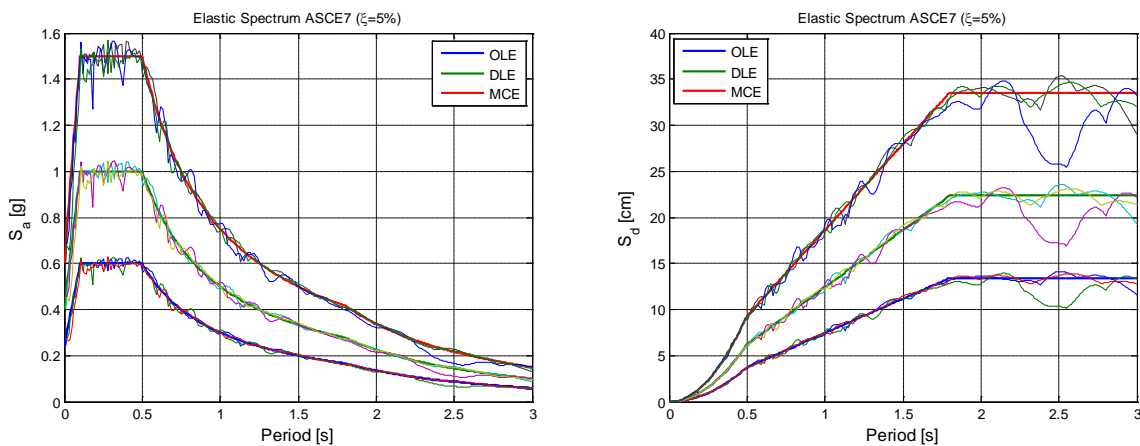 Elastic Spectrum ASCE7 (ξ=5%)
1.6
1.4
1.2
1
0.8
0.6
0.4
0.2
0
S_a [g]
0 0.5 1 1.5 2 2.5 3
Period [s]
OLE
DLE
MCE
Elastic Spectrum ASCE7 (ξ=5%)
40
35
30
25
20
15
10
5
0
S_d [cm]
0 0.5 1 1.5 2 2.5 3
Period [s]
OLE
DLE
MCE